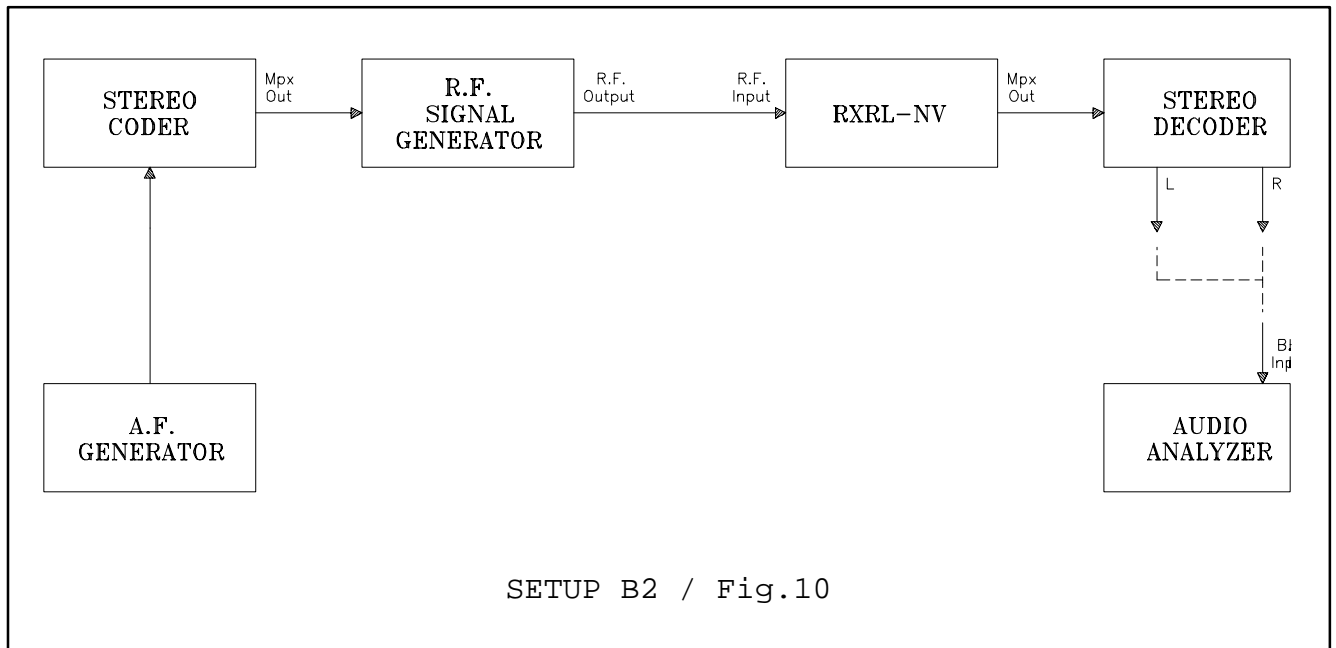 STEREO
CODER
Mpx
Out
R.F.
SIGNAL
GENERATOR
R.F.
Output
R.F.
Input
RXRL-NV
Mpx
Out
STEREO
DECODER
L
R
A.F.
GENERATOR
AUDIO
ANALYZER
SETUP B2 / Fig.10